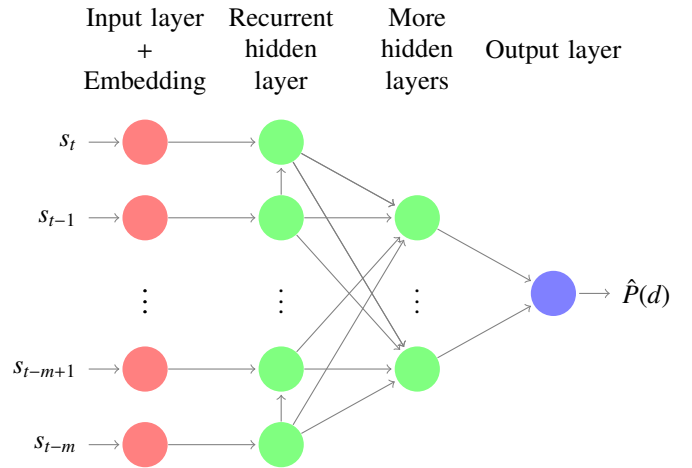 Input layer
+
Embedding
Recurrent
hidden
layer
More
hidden
layers
Output layer
s_t
s_{t−1}
⋮ ⋮ ⋮
P̂(d)
s_{t−m+1}
s_{t−m}